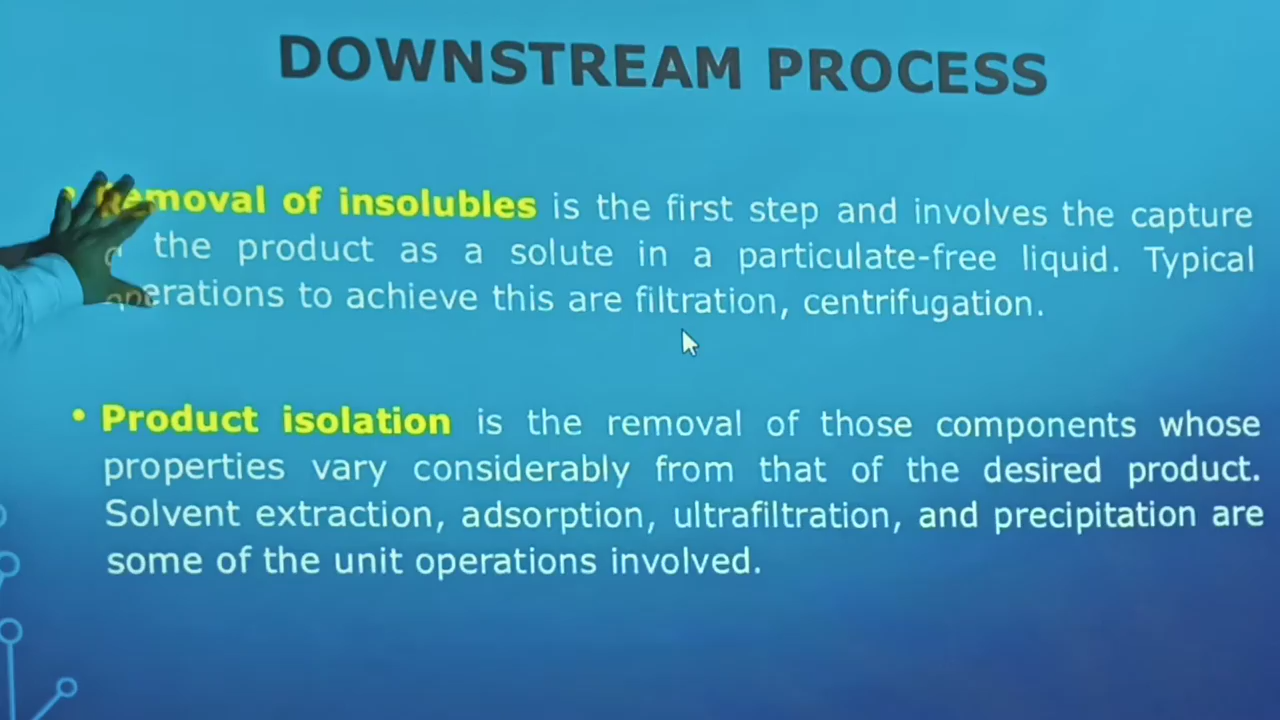 DOWNSTREAM PROCESS
• Removal of insolubles is the first step and involves the capture
the product as a solute in a particulate-free liquid. Typical
operations to achieve this are filtration, centrifugation.
• Product isolation is the removal of those components whose
properties vary considerably from that of the desired product.
Solvent extraction, adsorption, ultrafiltration, and precipitation are
some of the unit operations involved.